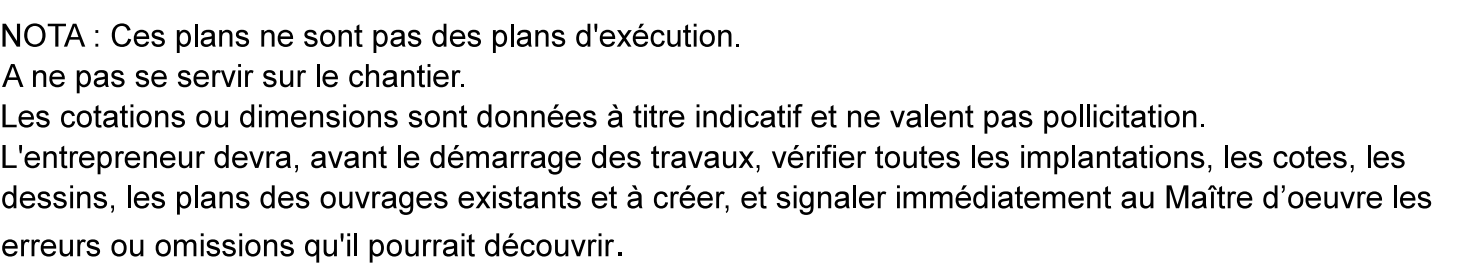 NOTA : Ces plans ne sont pas des plans d'exécution.
A ne pas se servir sur le chantier.
Les cotations ou dimensions sont données à titre indicatif et ne valent pas pollicitation.
L'entrepreneur devra, avant le démarrage des travaux, vérifier toutes les implantations, les cotes, les
dessins, les plans des ouvrages existants et à créer, et signaler immédiatement au Maître d’oeuvre les
erreurs ou omissions qu'il pourrait découvrir.